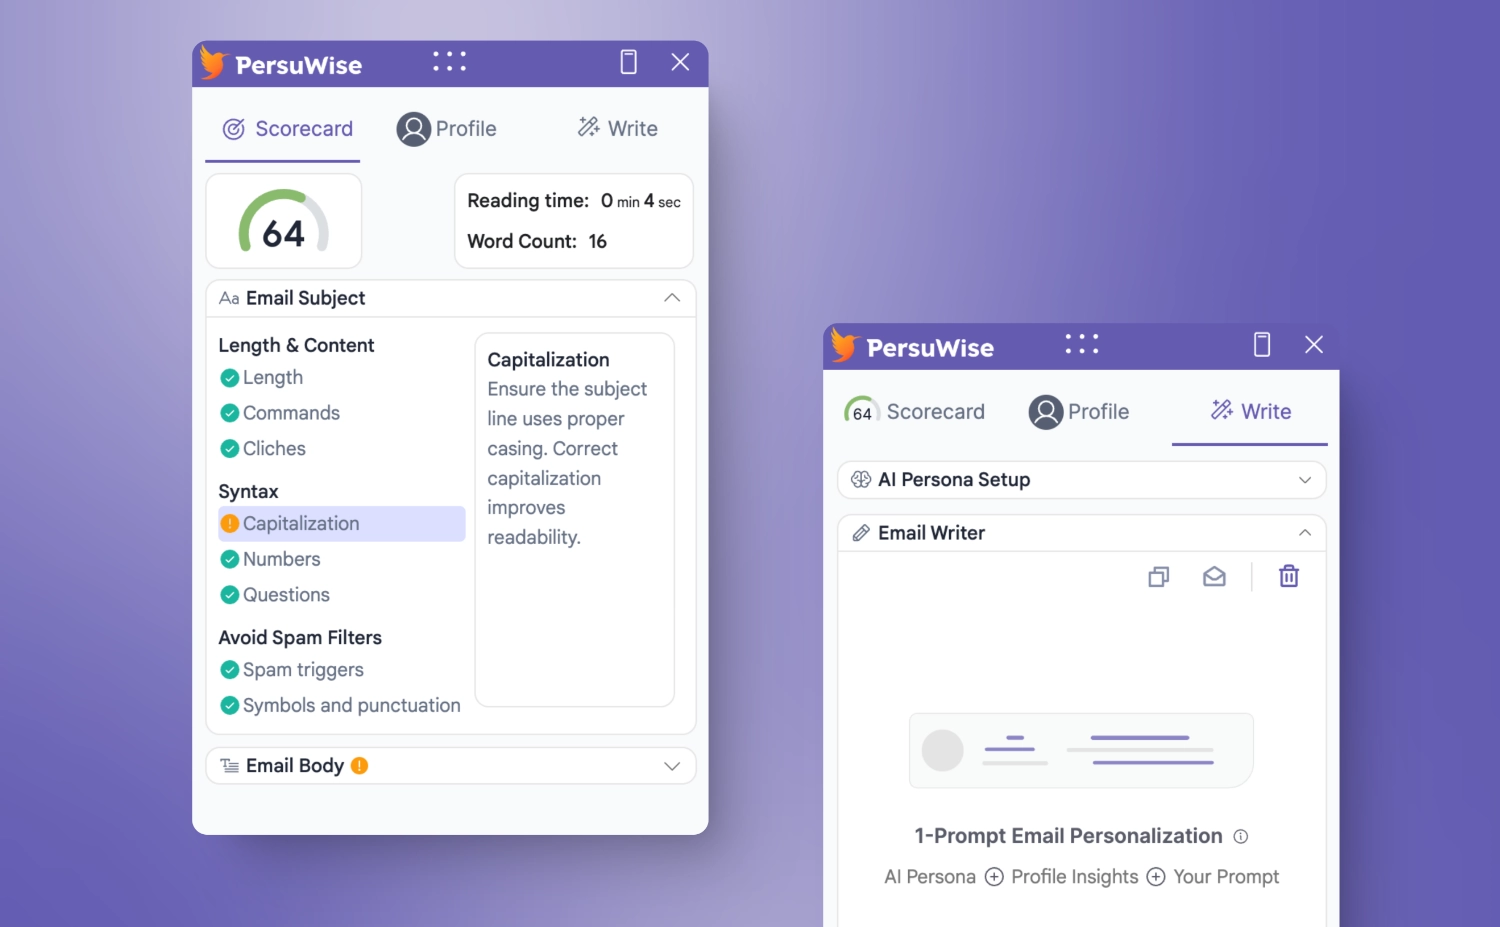 PersuWise
Scorecard
Profile
Write
64
Reading time: 0 min 4 sec
Word Count: 16
Aa Email Subject
Length & Content
Length
Commands
Cliches
Syntax
Capitalization
Numbers
Questions
Avoid Spam Filters
Spam triggers
Symbols and punctuation
Capitalization
Ensure the subject
line uses proper
casing. Correct
capitalization
improves
readability.
Email Body
PersuWise
64 Scorecard
Profile
Write
AI Persona Setup
Email Writer
1-Prompt Email Personalization
AI Persona + Profile Insights + Your Prompt